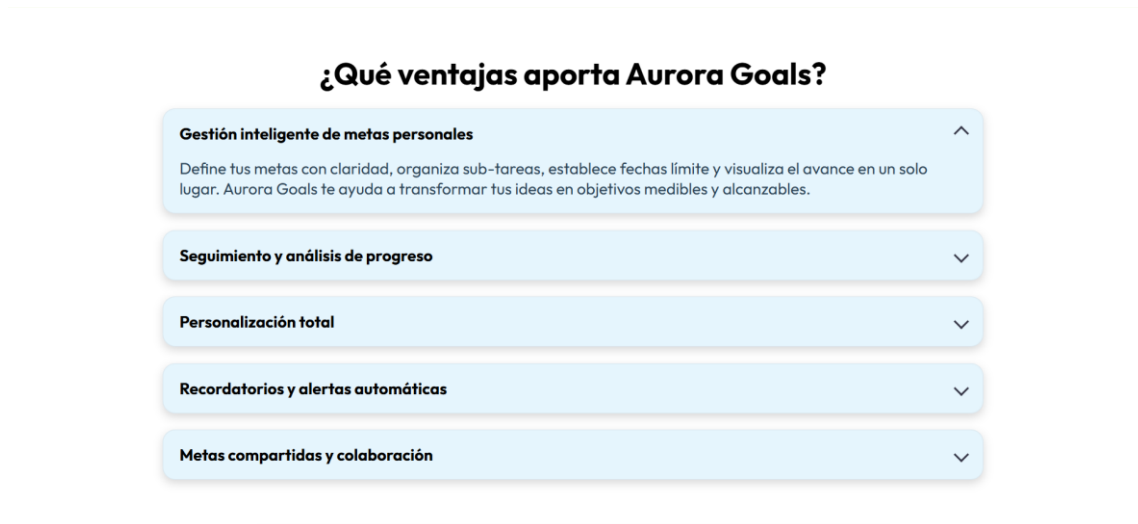 ¿Qué ventajas aporta Aurora Goals?
Gestión inteligente de metas personales
Define tus metas con claridad, organiza sub-tareas, establece fechas límite y visualiza el avance en un solo
lugar. Aurora Goals te ayuda a transformar tus ideas en objetivos medibles y alcanzables.
Seguimiento y análisis de progreso
Personalización total
Recordatorios y alertas automáticas
Metas compartidas y colaboración